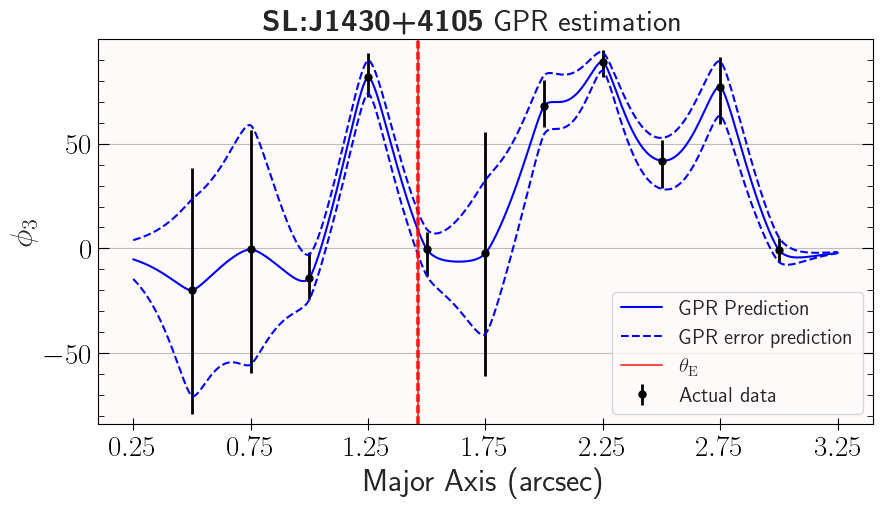 SL:J1430+4105 GPR estimation
ϕ₃
50
0
−50
GPR Prediction
GPR error prediction
θ_E
Actual data
0.25 0.75 1.25 1.75 2.25 2.75 3.25
Major Axis (arcsec)